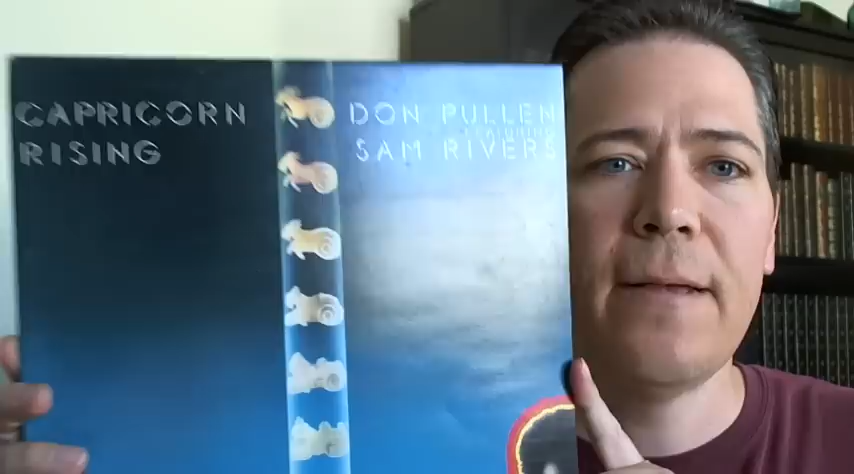 CAPRICORN
RISING
DON PULLEN
FEATURING
SAM RIVERS